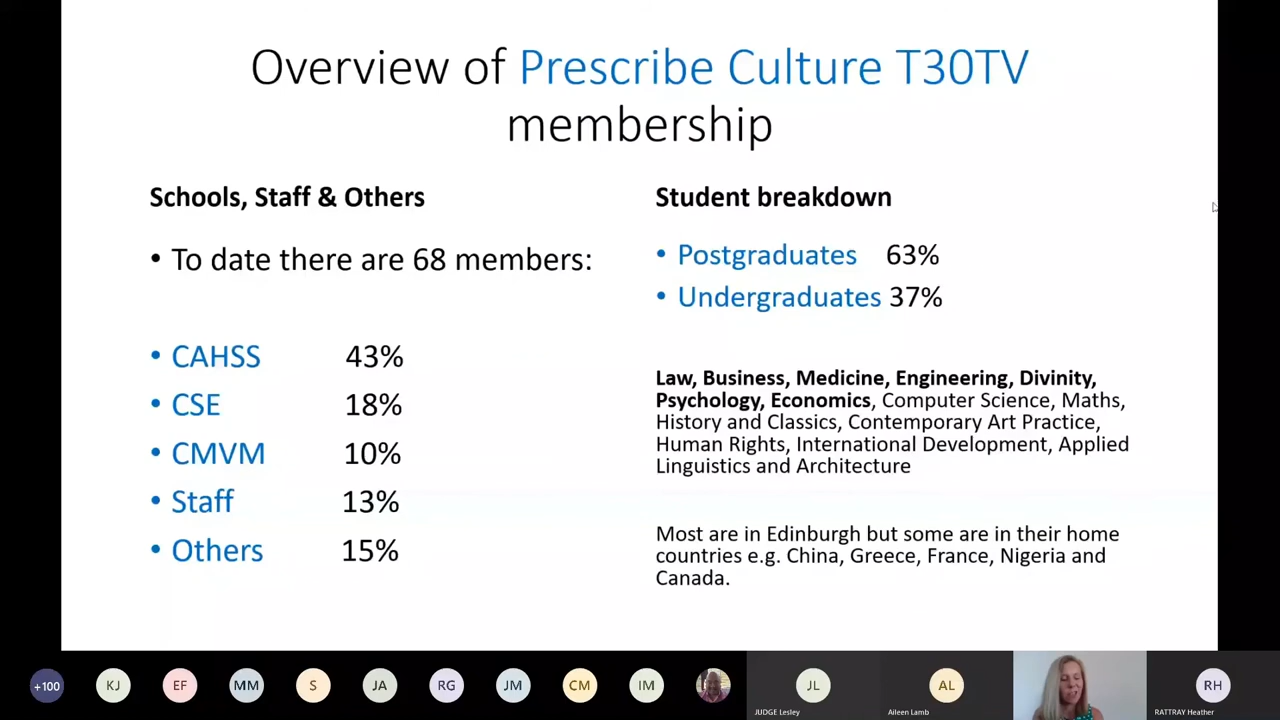 Overview of Prescribe Culture T30TV
membership
Schools, Staff & Others
• To date there are 68 members:
• CAHSS 43%
• CSE 18%
• CMVM 10%
• Staff 13%
• Others 15%
Student breakdown
• Postgraduates 63%
• Undergraduates 37%
Law, Business, Medicine, Engineering, Divinity,
Psychology, Economics, Computer Science, Maths,
History and Classics, Contemporary Art Practice,
Human Rights, International Development, Applied
Linguistics and Architecture
Most are in Edinburgh but some are in their home
countries e.g. China, Greece, France, Nigeria and
Canada.
+100 KJ EF MM S JA RG JM CM IM JL AL RH
JUDGE Lesley Aileen Lamb RATTRAY Heather